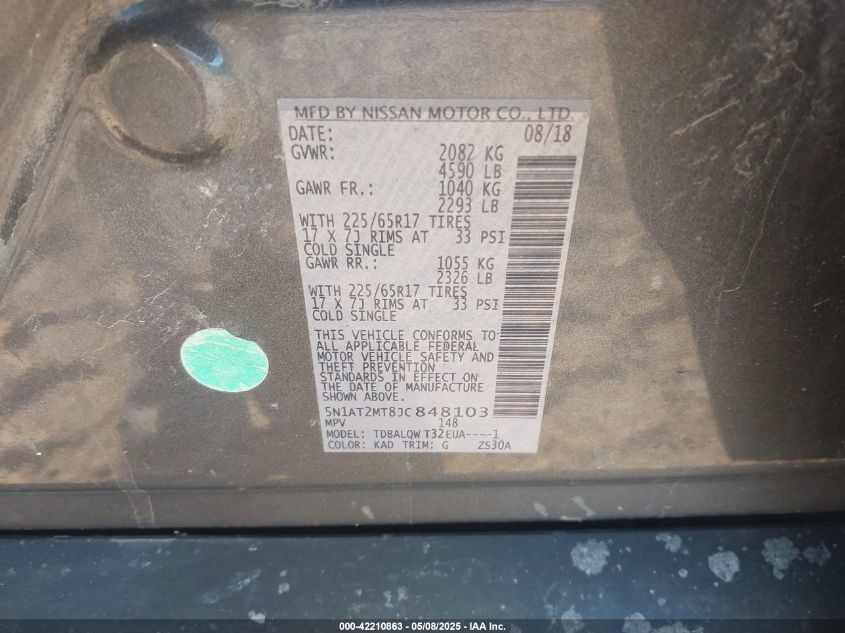 MFD BY NISSAN MOTOR CO., LTD.
DATE: 08/18
GVWR: 2082 KG
4590 LB
GAWR FR.: 1040 KG
2293 LB
WITH 225/65R17 TIRES
17 X 7J RIMS AT 33 PSI
COLD SINGLE
GAWR RR.: 1055 KG
2326 LB
WITH 225/65R17 TIRES
17 X 7J RIMS AT 33 PSI
COLD SINGLE
THIS VEHICLE CONFORMS TO
ALL APPLICABLE FEDERAL
MOTOR VEHICLE SAFETY AND
THEFT PREVENTION
STANDARDS IN EFFECT ON
THE DATE OF MANUFACTURE
SHOWN ABOVE.
5N1AT2MT8JC848103
MPV 148
MODEL: TDBALQW T32EUA----1
COLOR: KAD TRIM: G ZS30A
000-42210863 - 05/08/2025 - IAA Inc.